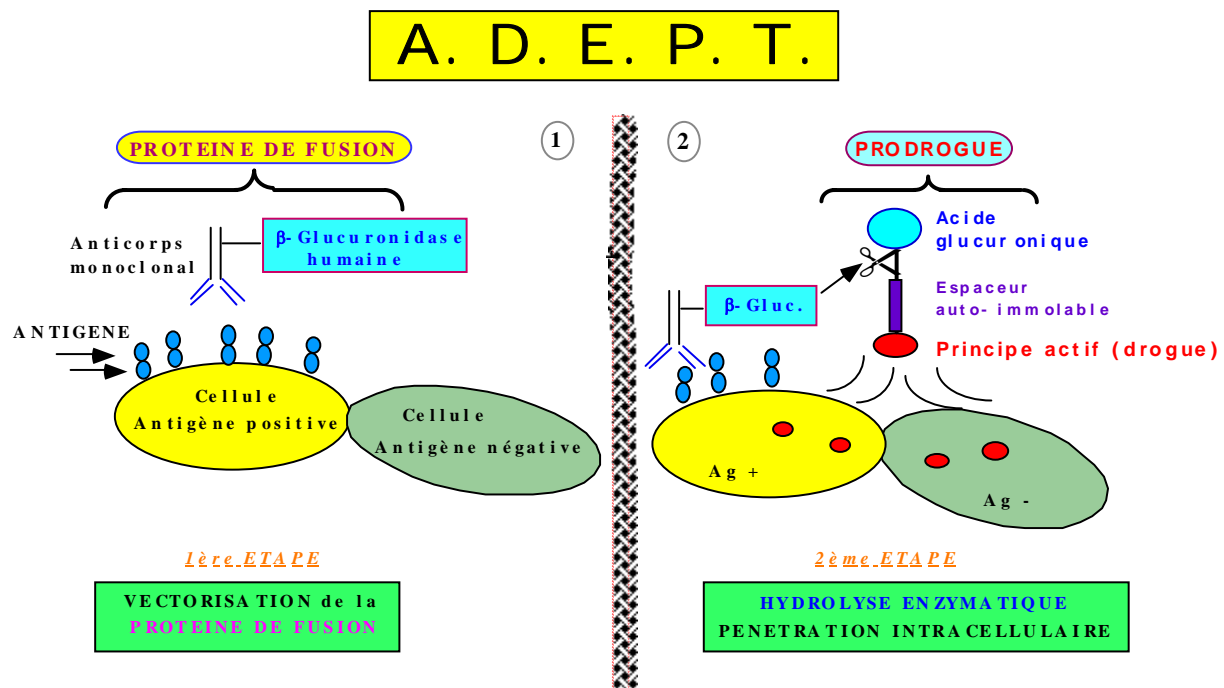 A. D. E. P. T.
1
PROTEINE DE FUSION
Anticorps
monoclonal
β- Glucuronidase
humaine
ANTIGENE
Cellule
Antigène positive
Cellule
Antigène négative
1ère ETAPE
VECTORISATION de la
PROTEINE DE FUSION
2
PRODROGUE
Acide
glucuronique
β- Gluc.
Espaceur
auto- immolable
Principe actif (drogue)
Ag +
Ag -
2ème ETAPE
HYDROLYSE ENZYMATIQUE
PENETRATION INTRACELLULAIRE